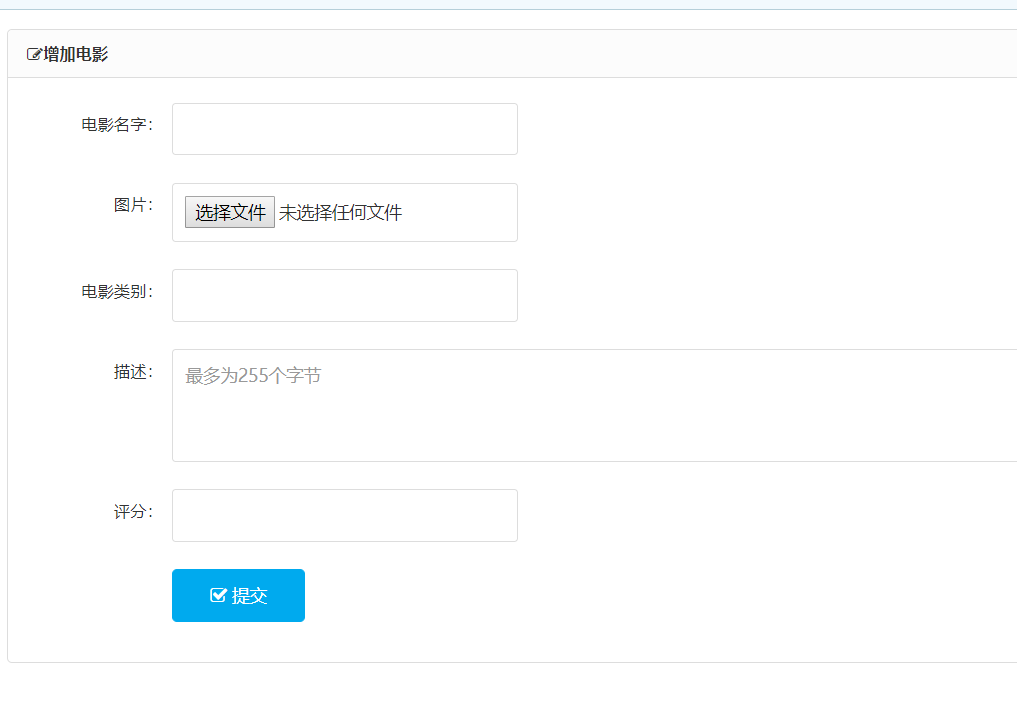 增加电影
电影名字：
图片：
选择文件 未选择任何文件
电影类别：
描述：
最多为255个字节
评分：
提交